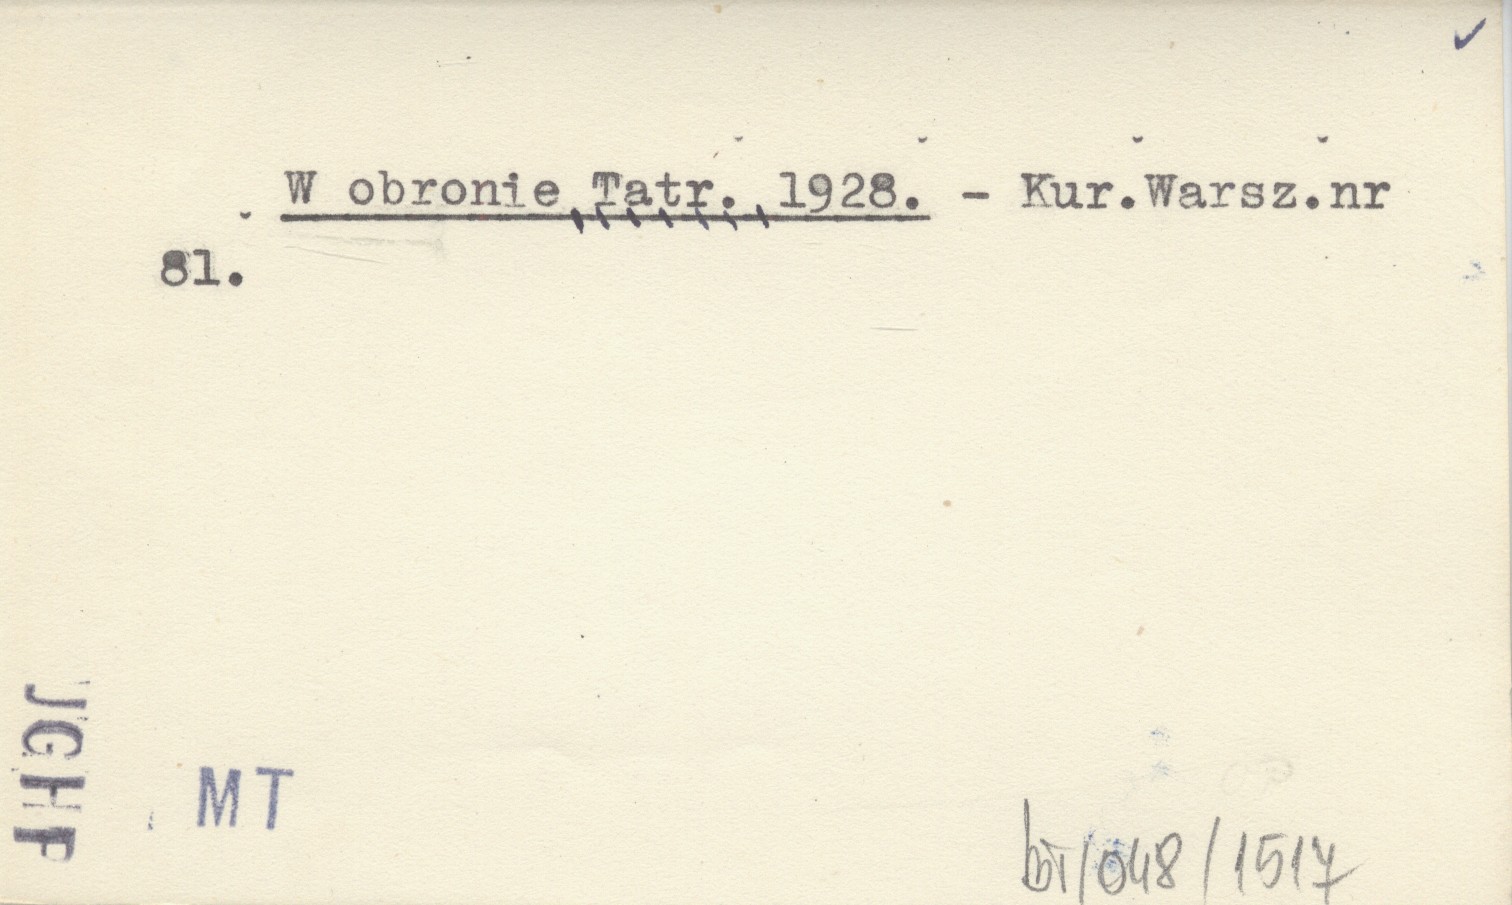 W obronie Tatr. 1928. - Kur.Warsz.nr
81.
JGHP
MT
bT/048/1517